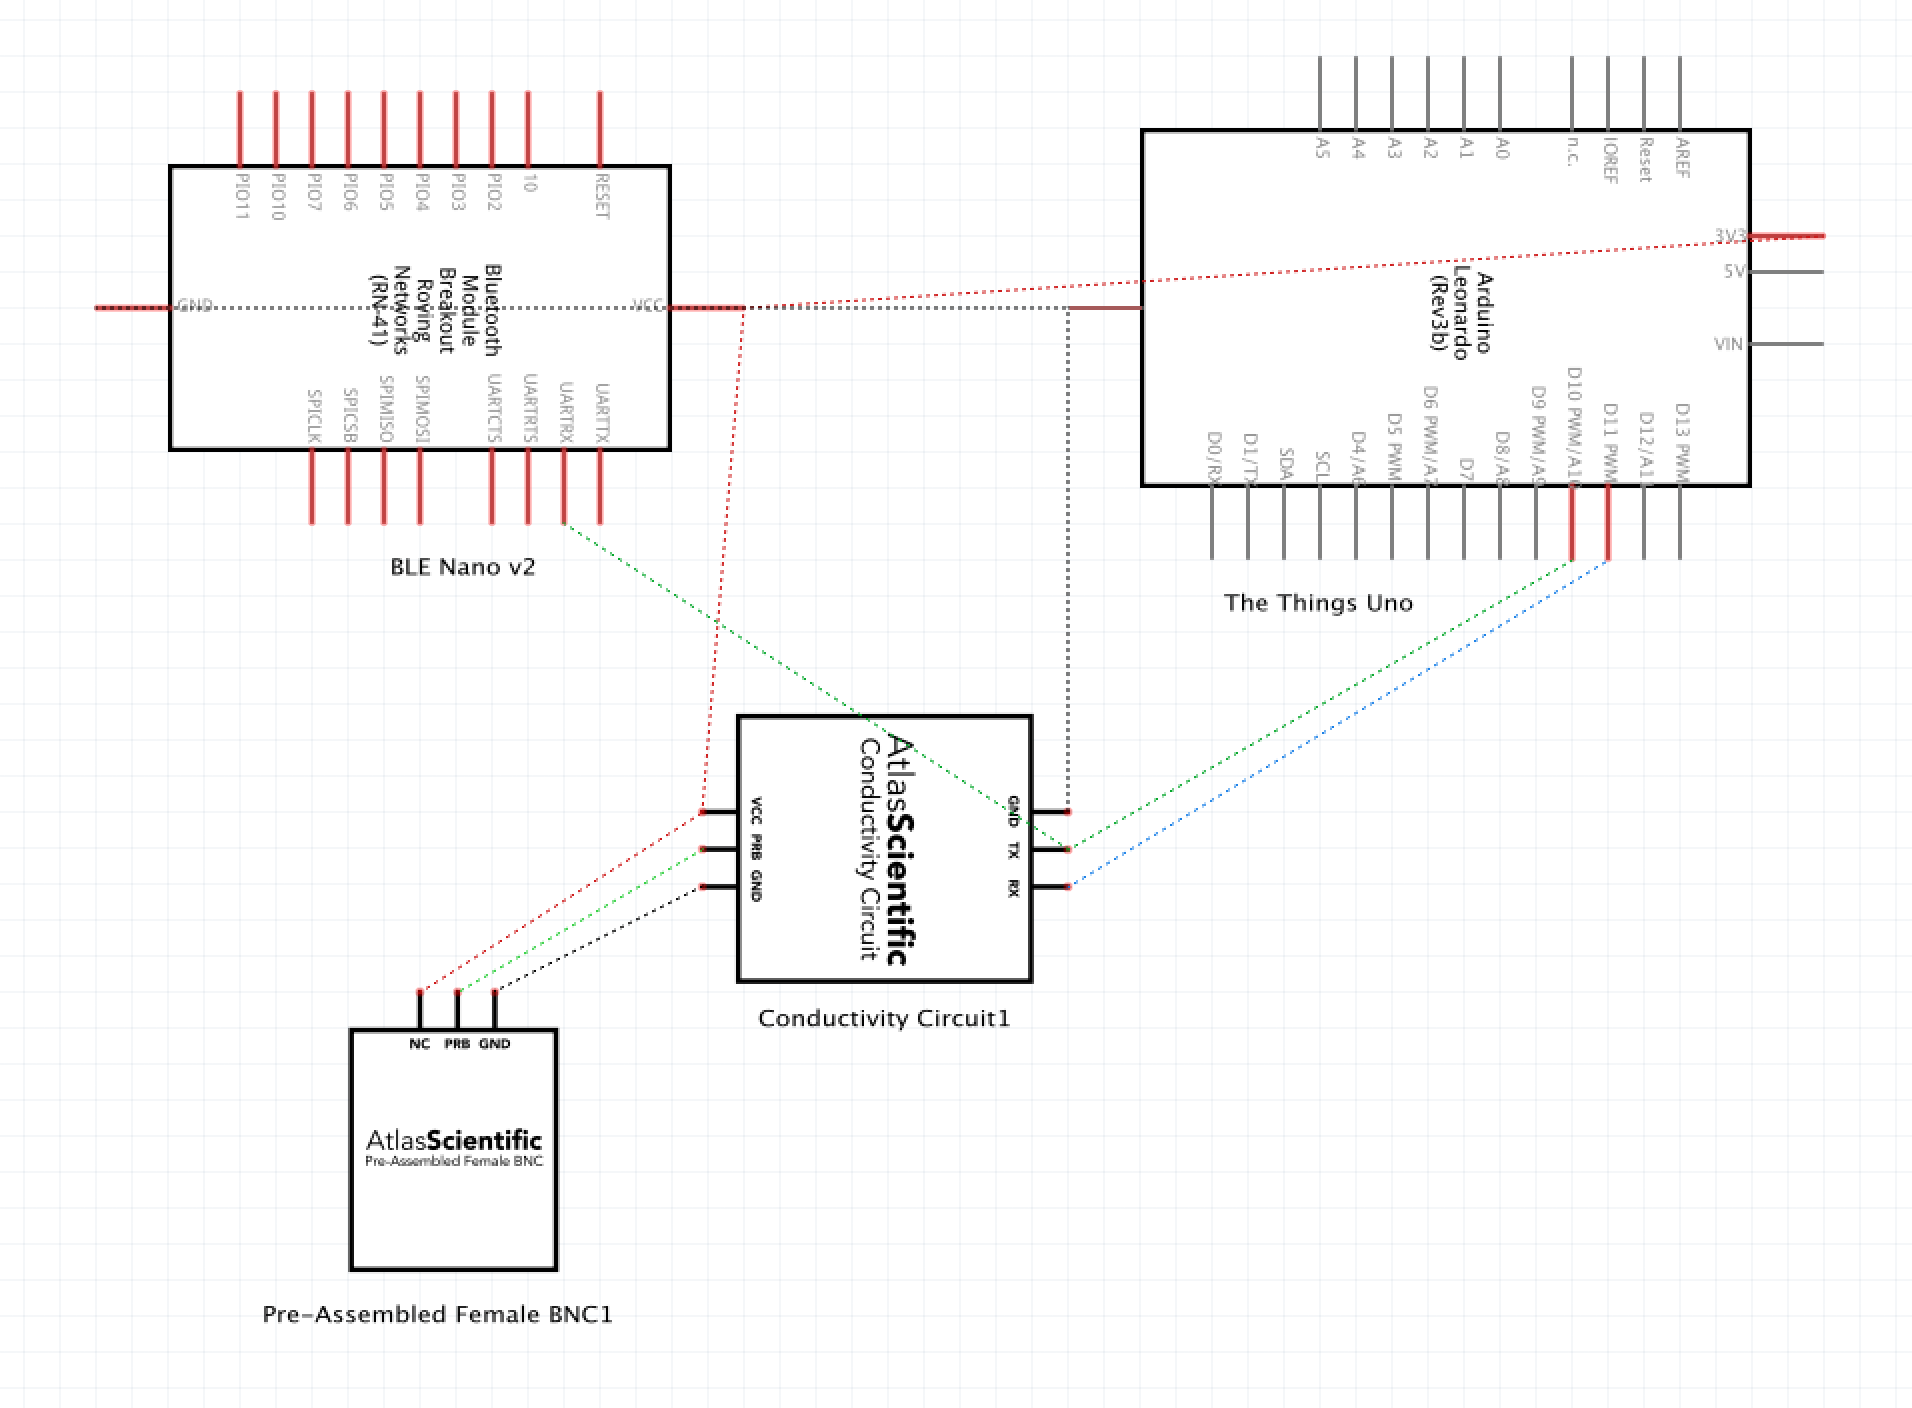 PIO11
PIO10
PIO7
PIO6
PIO5
PIO4
PIO3
PIO2
10
RESET
GND
VCC
Bluetooth
Module
Breakout
Roving
Networks
(RN-41)
SPICLK
SPICSB
SPIMISO
SPIMOSI
UARTCTS
UARTRTS
UARTRX
UARTTX
BLE Nano v2
A5
A4
A3
A2
A1
A0
n.c.
IOREF
Reset
AREF
3V3
5V
VIN
Arduino
Leonardo
(Rev3b)
D0/RX
D1/TX
SDA
SCL
D4/A6
D5 PWM
D6 PWM/A7
D7
D8/A8
D9 PWM/A9
D10 PWM/A10
D11 PWM
D12/A11
D13 PWM
The Things Uno
VCC
PRB
GND
AtlasScientific
Conductivity Circuit
GND
TX
RX
Conductivity Circuit1
NC PRB GND
AtlasScientific
Pre-Assembled Female BNC
Pre-Assembled Female BNC1